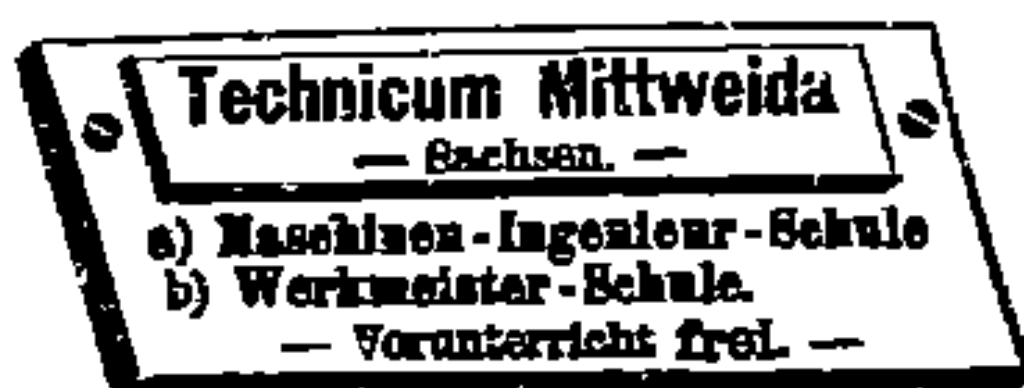 Technicum Mittweida
— Sachsen. —
a) Maschinen-Ingenieur-Schule
b) Werkmeister-Schule.
— Vorunterricht frei. —